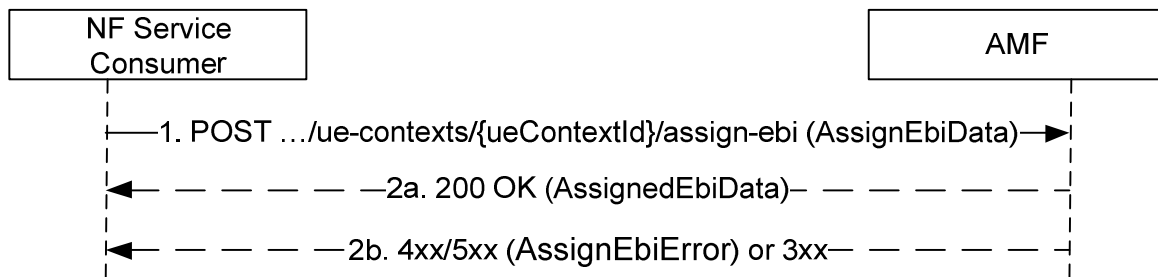 NF Service
Consumer
AMF
1. POST …/ue-contexts/{ueContextId}/assign-ebi (AssignEbiData)
2a. 200 OK (AssignedEbiData)
2b. 4xx/5xx (AssignEbiError) or 3xx